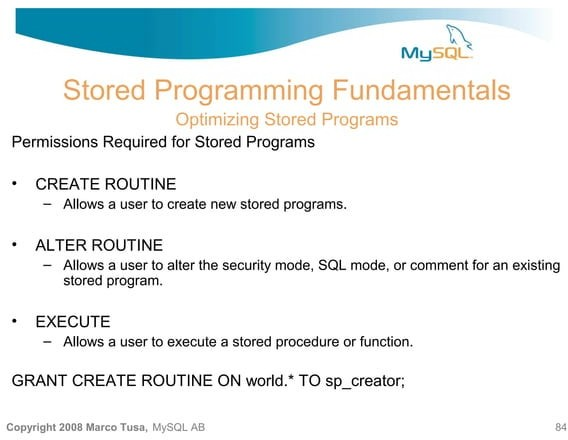 MySQL
Stored Programming Fundamentals
Optimizing Stored Programs
Permissions Required for Stored Programs
• CREATE ROUTINE
– Allows a user to create new stored programs.
• ALTER ROUTINE
– Allows a user to alter the security mode, SQL mode, or comment for an existing
stored program.
• EXECUTE
– Allows a user to execute a stored procedure or function.
GRANT CREATE ROUTINE ON world.* TO sp_creator;
Copyright 2008 Marco Tusa, MySQL AB 84